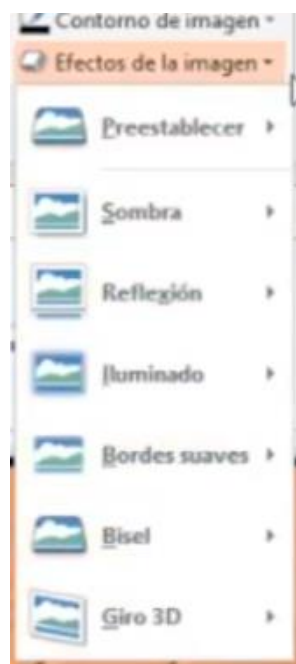 Contorno de imagen
Efectos de la imagen
Preestablecer
Sombra
Reflexión
Iluminado
Bordes suaves
Bisel
Giro 3D